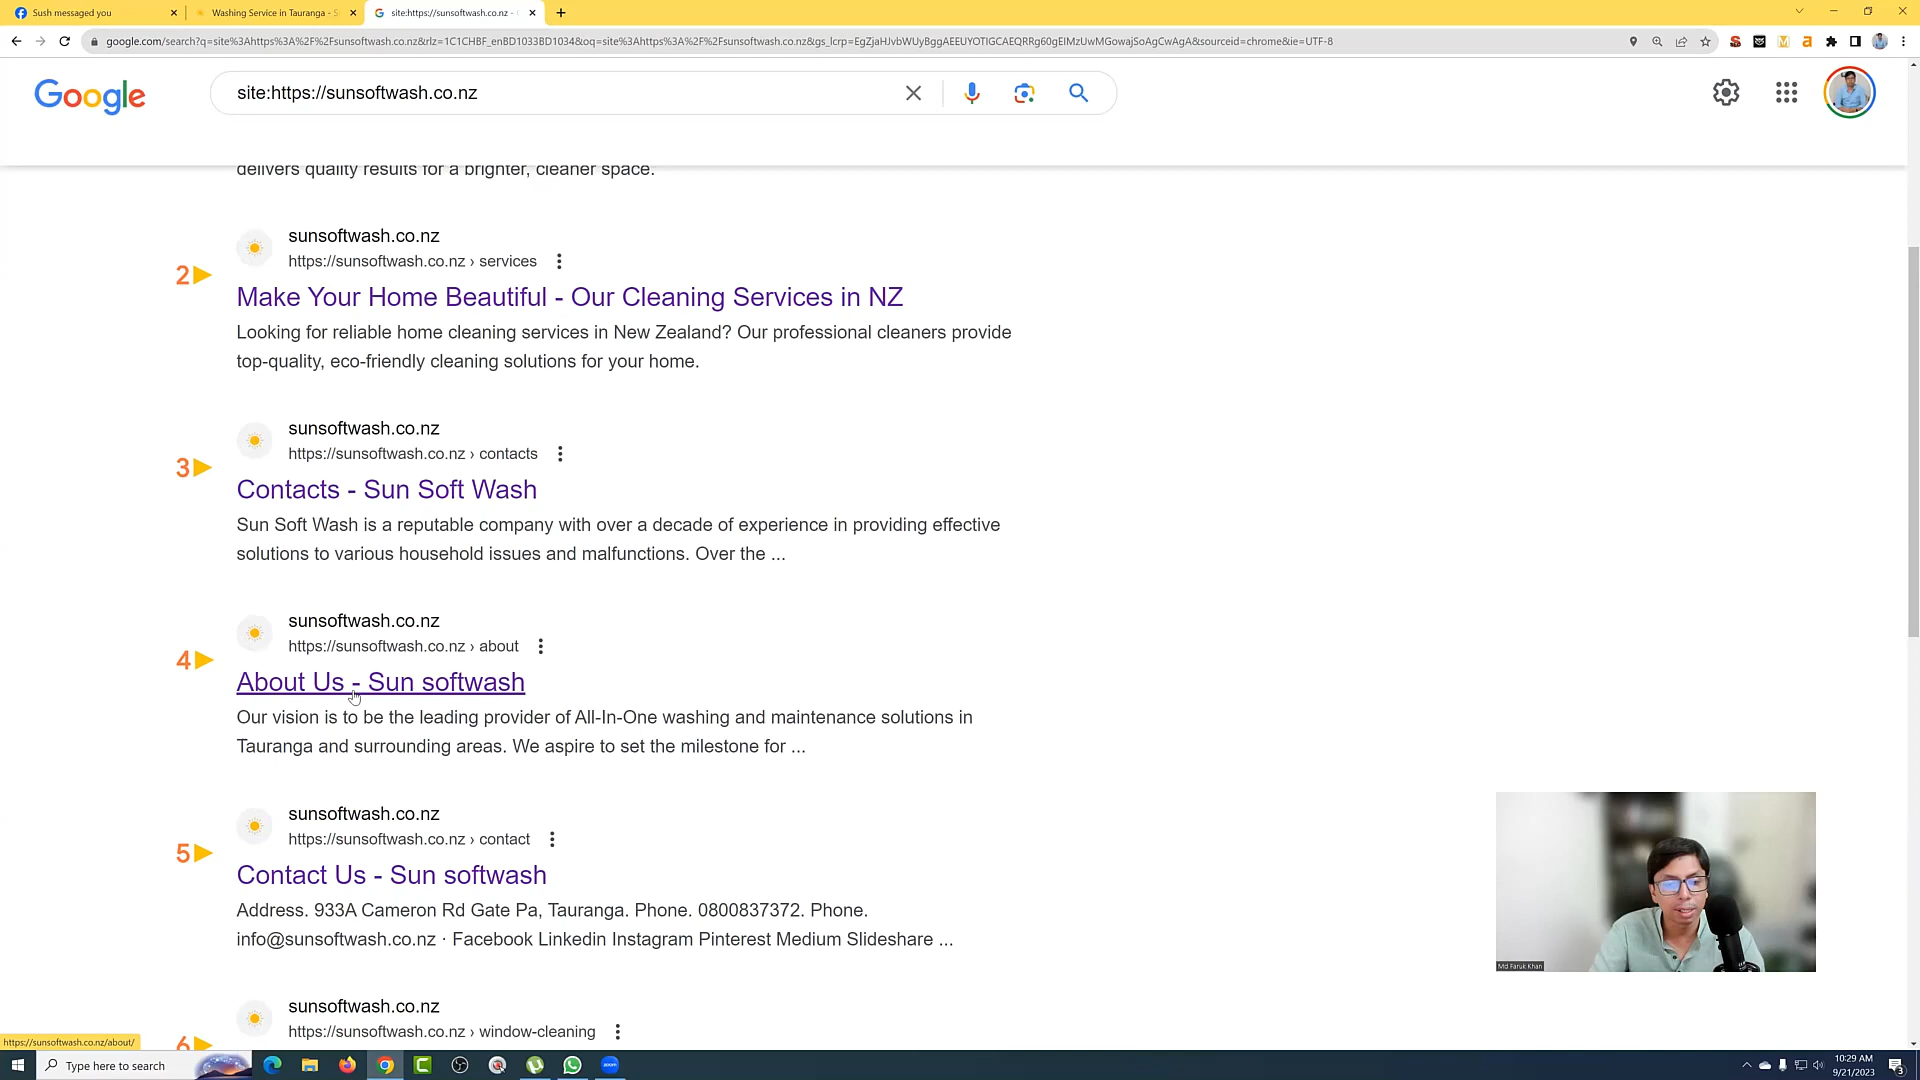 Sush messaged you
Washing Service in Tauranga - S
site:https://sunsoftwash.co.nz -
google.com/search?q=site%3Ahttps%3A%2F%2Fsunsoftwash.co.nz&rlz=1C1CHBF_enBD1033BD1034&oq=site%3Ahttps%3A%2F%2Fsunsoftwash.co.nz&gs_lcrp=EgZjaHJvbWUyBggAEEUYOTIGCAEQRRg60gEIMzUwMGowajSoAgCwAgA&sourceid=chrome&ie=UTF-8
Google
site:https://sunsoftwash.co.nz
delivers quality results for a brighter, cleaner space.
sunsoftwash.co.nz
https://sunsoftwash.co.nz › services
2
Make Your Home Beautiful - Our Cleaning Services in NZ
Looking for reliable home cleaning services in New Zealand? Our professional cleaners provide
top-quality, eco-friendly cleaning solutions for your home.
sunsoftwash.co.nz
https://sunsoftwash.co.nz › contacts
3
Contacts - Sun Soft Wash
Sun Soft Wash is a reputable company with over a decade of experience in providing effective
solutions to various household issues and malfunctions. Over the ...
sunsoftwash.co.nz
https://sunsoftwash.co.nz › about
4
About Us - Sun softwash
Our vision is to be the leading provider of All-In-One washing and maintenance solutions in
Tauranga and surrounding areas. We aspire to set the milestone for ...
sunsoftwash.co.nz
https://sunsoftwash.co.nz › contact
5
Contact Us - Sun softwash
Address. 933A Cameron Rd Gate Pa, Tauranga. Phone. 0800837372. Phone.
info@sunsoftwash.co.nz · Facebook Linkedin Instagram Pinterest Medium Slideshare ...
Md Faruk Khan
sunsoftwash.co.nz
https://sunsoftwash.co.nz › window-cleaning
6
https://sunsoftwash.co.nz/about/
Type here to search
zoom
10:29 AM
9/21/2023
3